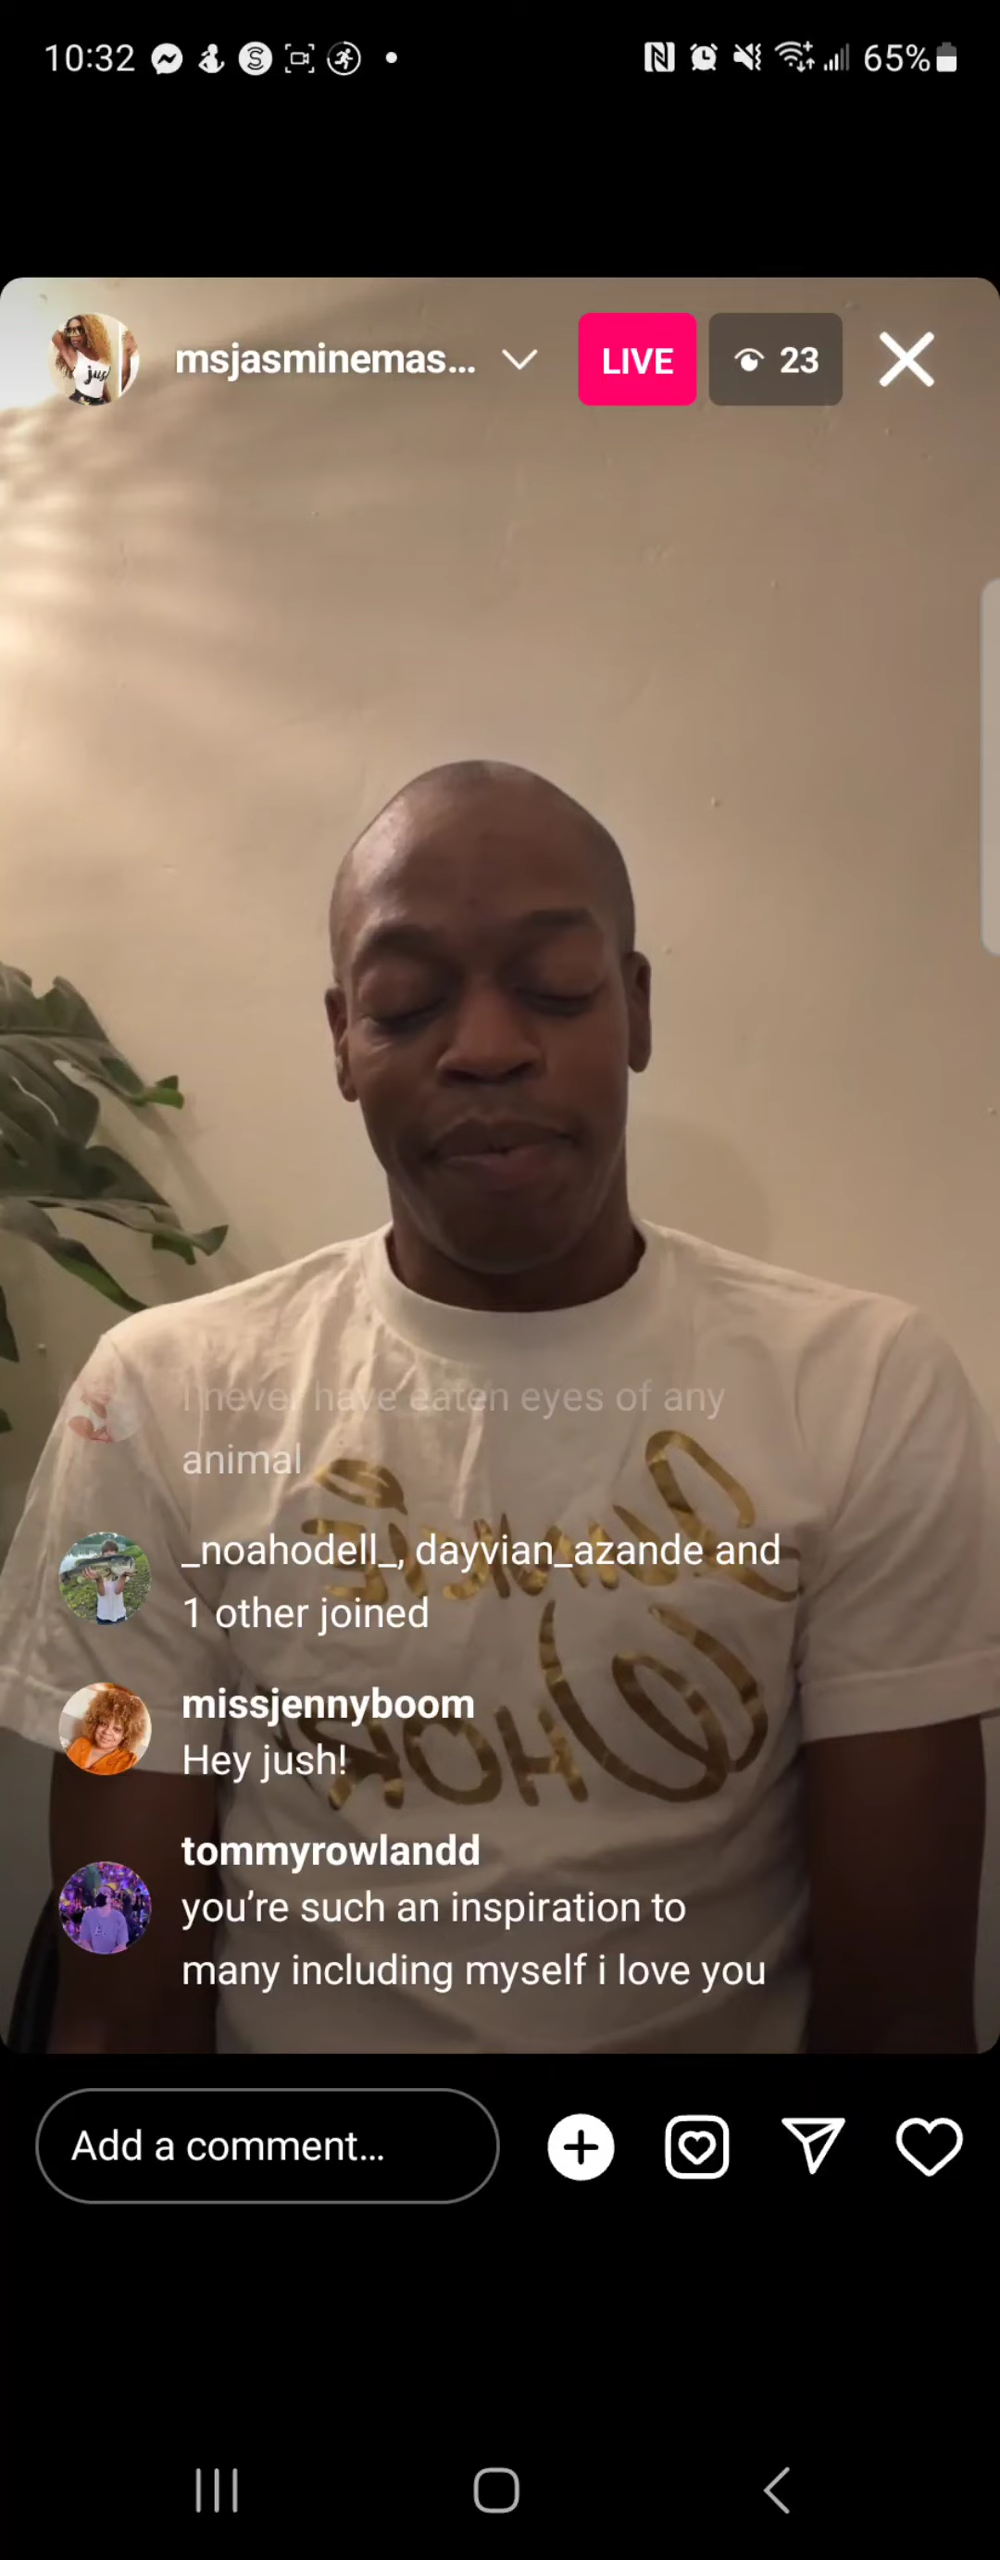 10:32
65%
msjasminemas...
LIVE
23
jus
I never have eaten eyes of any
animal
_noahodell_, dayvian_azande and
1 other joined
missjennyboom
Hey jush!
tommyrowlandd
you’re such an inspiration to
many including myself i love you
Add a comment...